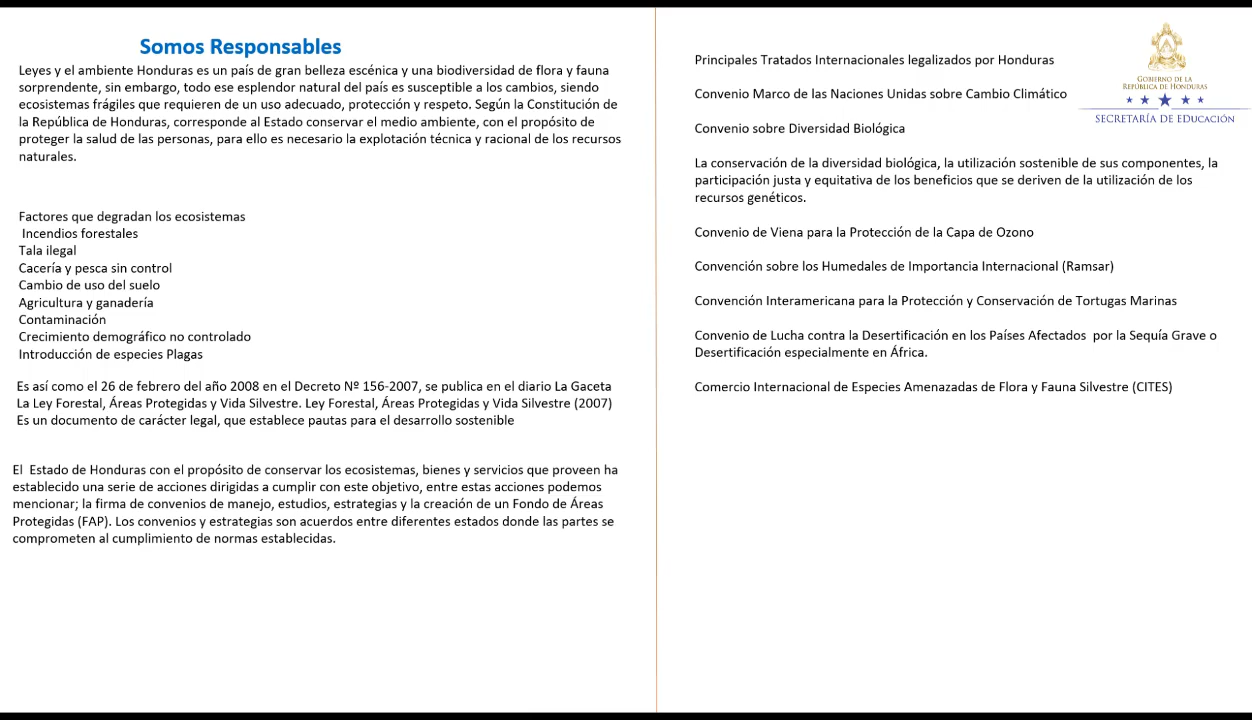 Somos Responsables
Leyes y el ambiente Honduras es un país de gran belleza escénica y una biodiversidad de flora y fauna
sorprendente, sin embargo, todo ese esplendor natural del país es susceptible a los cambios, siendo
ecosistemas frágiles que requieren de un uso adecuado, protección y respeto. Según la Constitución de
la República de Honduras, corresponde al Estado conservar el medio ambiente, con el propósito de
proteger la salud de las personas, para ello es necesario la explotación técnica y racional de los recursos
naturales.
Factores que degradan los ecosistemas
Incendios forestales
Tala ilegal
Cacería y pesca sin control
Cambio de uso del suelo
Agricultura y ganadería
Contaminación
Crecimiento demográfico no controlado
Introducción de especies Plagas
Es así como el 26 de febrero del año 2008 en el Decreto Nº 156-2007, se publica en el diario La Gaceta
La Ley Forestal, Áreas Protegidas y Vida Silvestre. Ley Forestal, Áreas Protegidas y Vida Silvestre (2007)
Es un documento de carácter legal, que establece pautas para el desarrollo sostenible
El  Estado de Honduras con el propósito de conservar los ecosistemas, bienes y servicios que proveen ha
establecido una serie de acciones dirigidas a cumplir con este objetivo, entre estas acciones podemos
mencionar; la firma de convenios de manejo, estudios, estrategias y la creación de un Fondo de Áreas
Protegidas (FAP). Los convenios y estrategias son acuerdos entre diferentes estados donde las partes se
comprometen al cumplimiento de normas establecidas.
Principales Tratados Internacionales legalizados por Honduras
Convenio Marco de las Naciones Unidas sobre Cambio Climático
Convenio sobre Diversidad Biológica
La conservación de la diversidad biológica, la utilización sostenible de sus componentes, la
participación justa y equitativa de los beneficios que se deriven de la utilización de los
recursos genéticos.
Convenio de Viena para la Protección de la Capa de Ozono
Convención sobre los Humedales de Importancia Internacional (Ramsar)
Convención Interamericana para la Protección y Conservación de Tortugas Marinas
Convenio de Lucha contra la Desertificación en los Países Afectados  por la Sequía Grave o
Desertificación especialmente en África.
Comercio Internacional de Especies Amenazadas de Flora y Fauna Silvestre (CITES)
GOBIERNO DE LA
REPÚBLICA DE HONDURAS
SECRETARÍA DE EDUCACIÓN